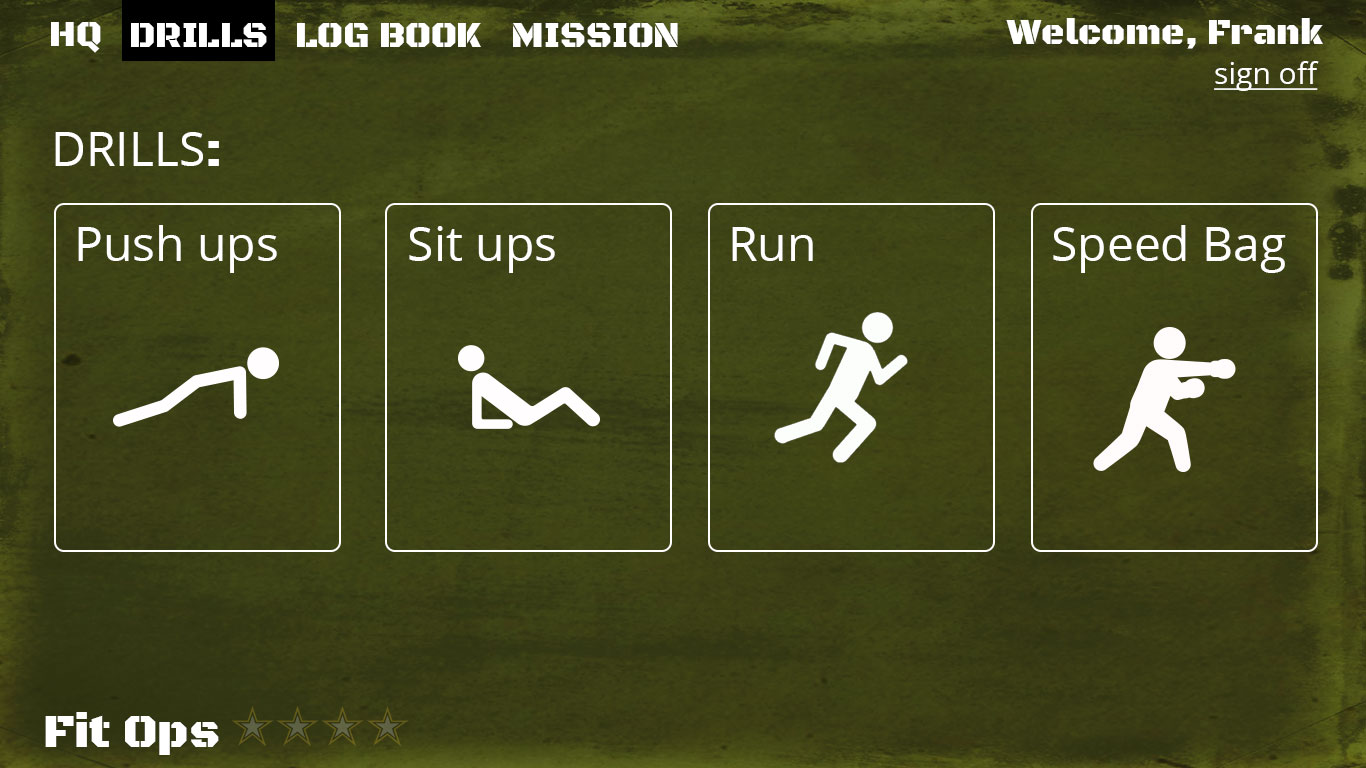 HQ DRILLS LOG BOOK MISSION Welcome, Frank
sign off
DRILLS:
Push ups Sit ups Run Speed Bag
Fit Ops